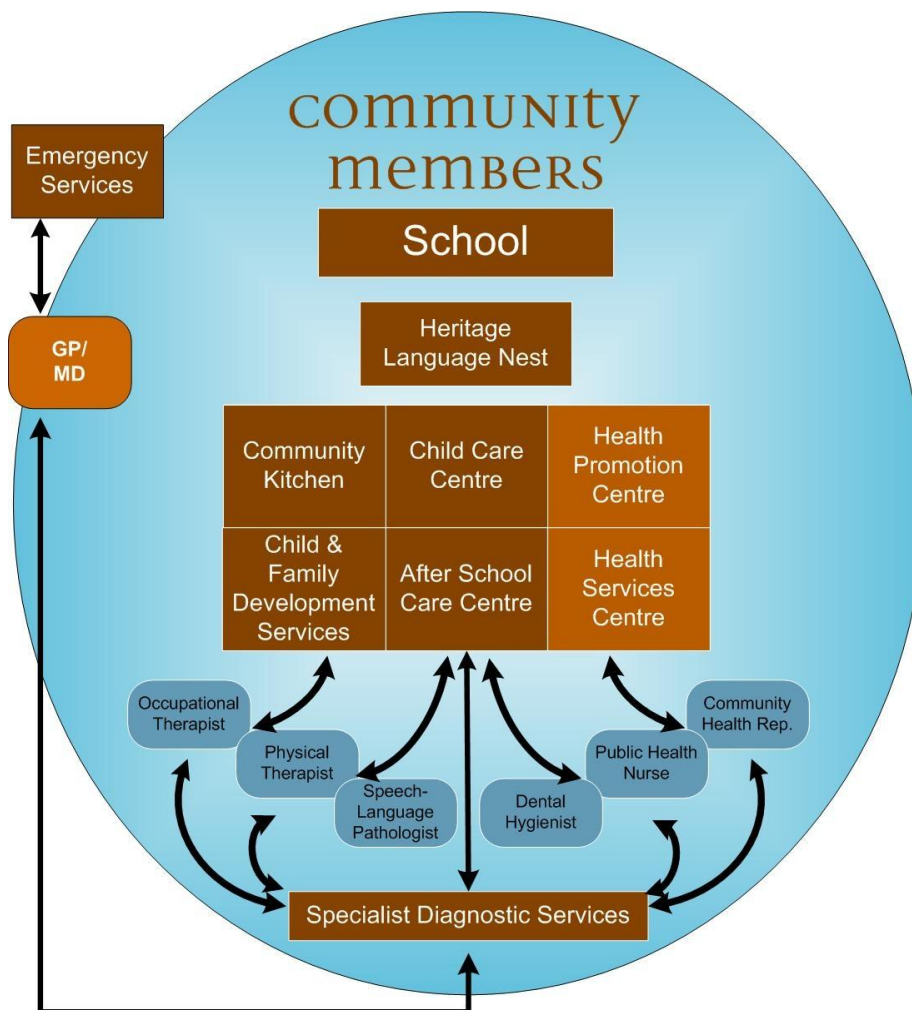 COMMUNITY
MEMBERS
Emergency
Services
School
GP/
MD
Heritage
Language Nest
Community
Kitchen
Child Care
Centre
Health
Promotion
Centre
Child &
Family
Development
Services
After School
Care Centre
Health
Services
Centre
Occupational
Therapist
Physical
Therapist
Speech-
Language
Pathologist
Dental
Hygienist
Public Health
Nurse
Community
Health Rep.
Specialist Diagnostic Services